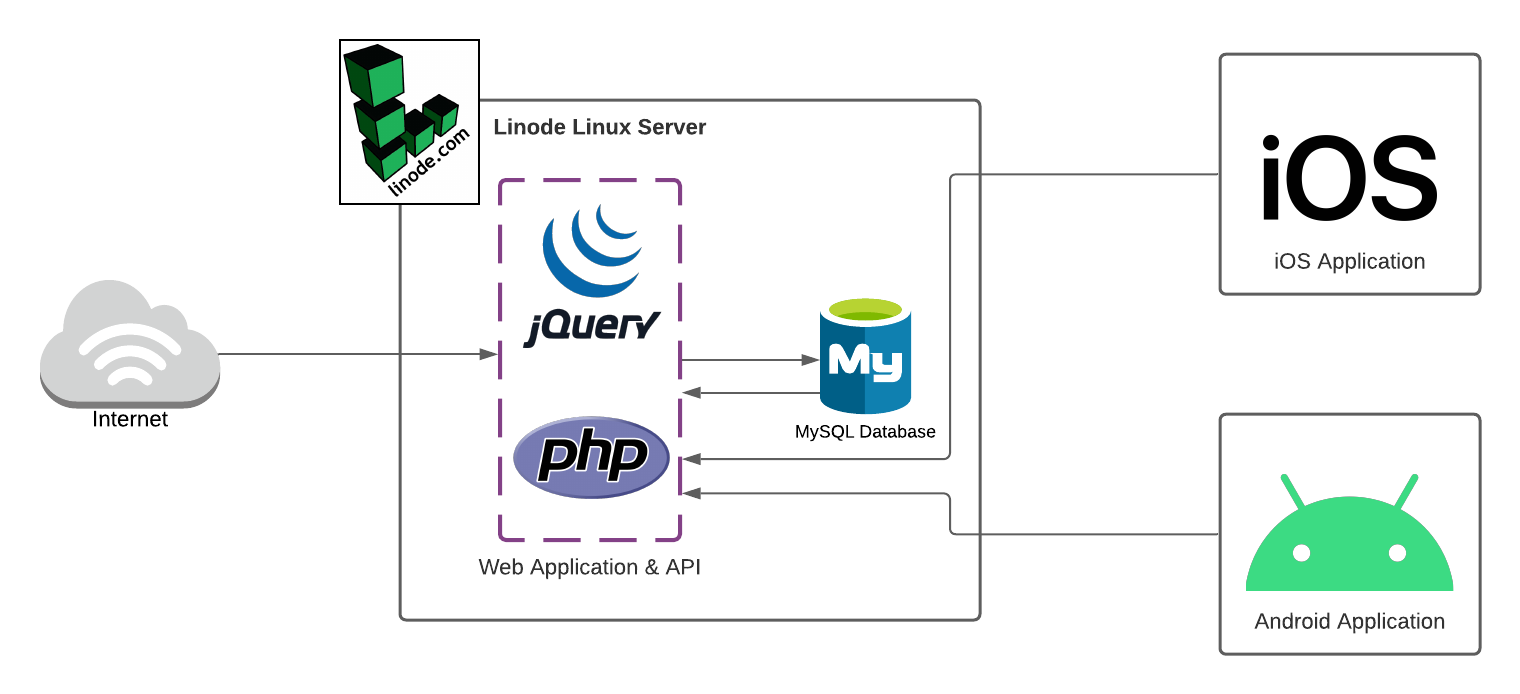 linode.com
Linode Linux Server
jQuery
php
Web Application & API
Internet
My
MySQL Database
iOS
iOS Application
Android Application